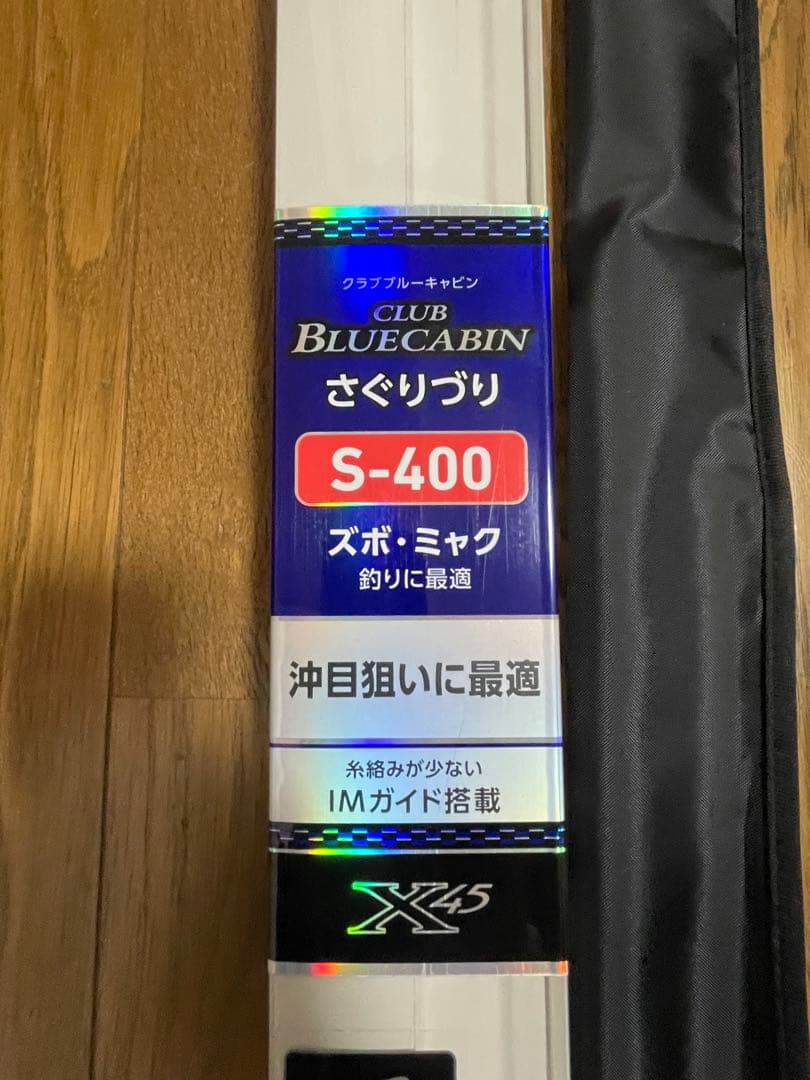 クラブブルーキャビン
CLUB
BLUECABIN
さぐりづり
S-400
ズボ・ミャク
釣りに最適
沖目狙いに最適
糸絡みが少ない
IMガイド搭載
X45